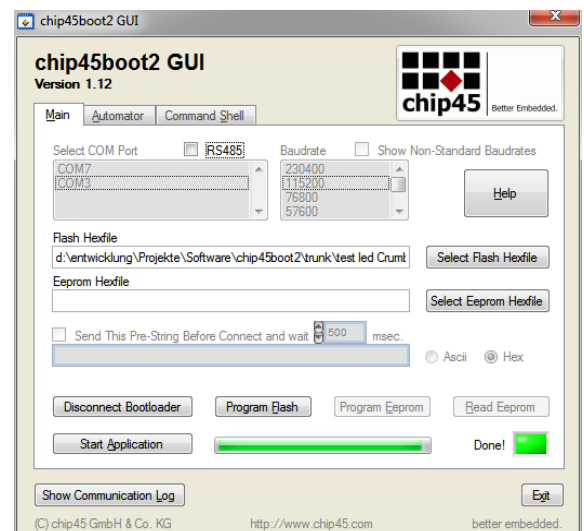 chip45boot2 GUI
chip45boot2 GUI
Version 1.12
chip45 Better Embedded.
Main Automator Command Shell
Select COM Port RS485 Baudrate Show Non-Standard Baudrates
COM7 230400
COM3 115200
76800
57600
Help
Flash Hexfile
d:\entwicklung\Projekte\Software\chip45boot2\trunk\test led Crumb Select Flash Hexfile
Eeprom Hexfile
Select Eeprom Hexfile
Send This Pre-String Before Connect and wait 500 msec.
Ascii Hex
Disconnect Bootloader Program Flash Program Eeprom Read Eeprom
Start Application Done!
Show Communication Log Exit
(C) chip45 GmbH & Co. KG http://www.chip45.com better embedded.